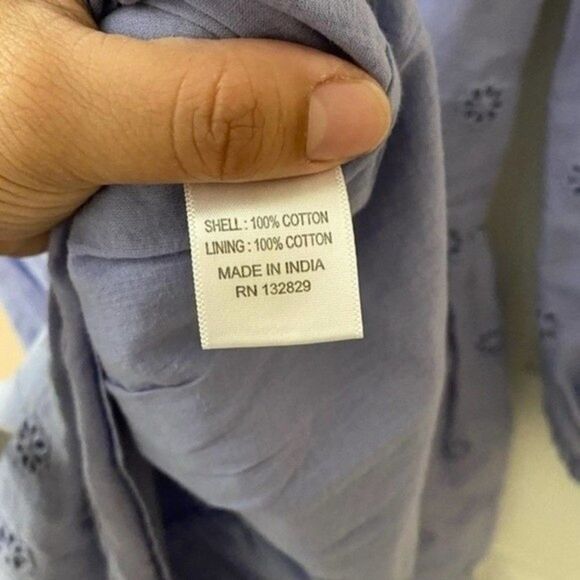 SHELL : 100% COTTON
LINING : 100% COTTON
MADE IN INDIA
RN 132829